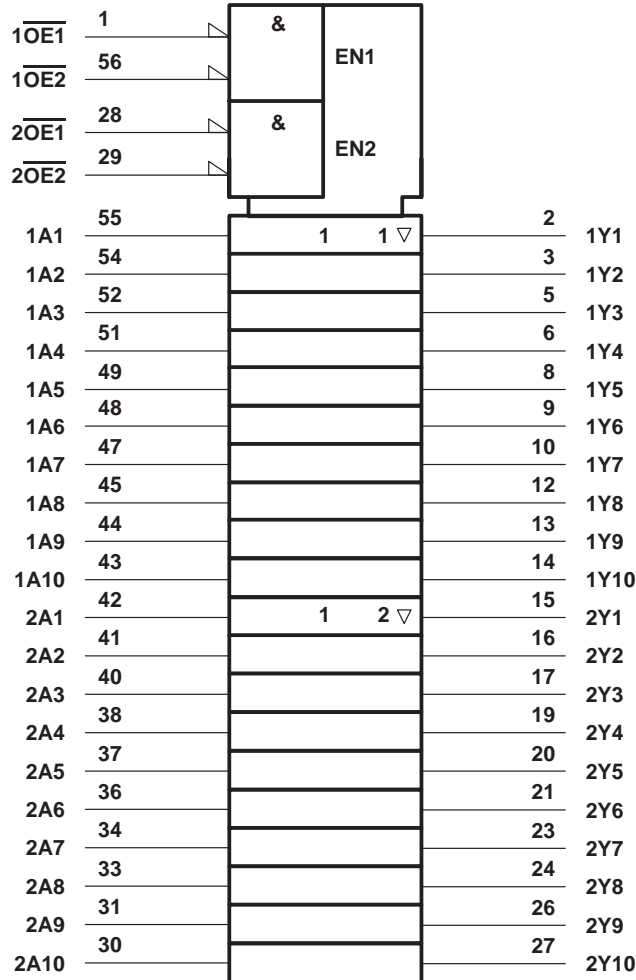 1OE1 1 &
EN1
1OE2 56
2OE1 28 &
EN2
2OE2 29
1A1 55 1 1 ▽ 2 1Y1
1A2 54 3 1Y2
1A3 52 5 1Y3
1A4 51 6 1Y4
1A5 49 8 1Y5
1A6 48 9 1Y6
1A7 47 10 1Y7
1A8 45 12 1Y8
1A9 44 13 1Y9
1A10 43 14 1Y10
2A1 42 1 2 ▽ 15 2Y1
2A2 41 16 2Y2
2A3 40 17 2Y3
2A4 38 19 2Y4
2A5 37 20 2Y5
2A6 36 21 2Y6
2A7 34 23 2Y7
2A8 33 24 2Y8
2A9 31 26 2Y9
2A10 30 27 2Y10